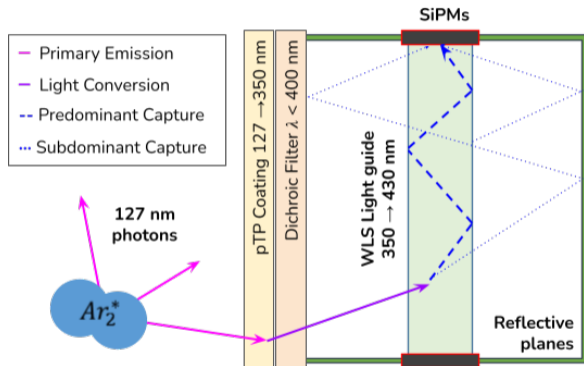 SiPMs
Primary Emission
Light Conversion
Predominant Capture
Subdominant Capture
127 nm
photons
Ar₂*
pTP Coating 127 →350 nm
Dichroic Filter λ < 400 nm
WLS Light guide
350 → 430 nm
Reflective
planes